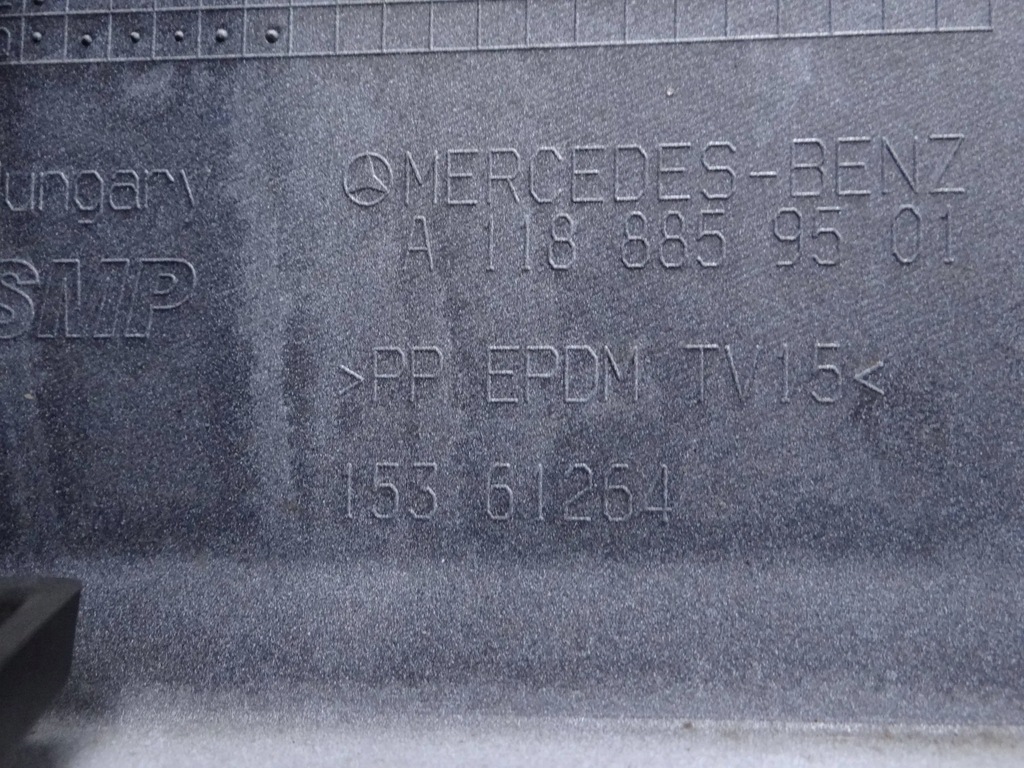 Hungary
SMP
MERCEDES-BENZ
A 118 885 95 01
>PP EPDM TV15<
153 61264